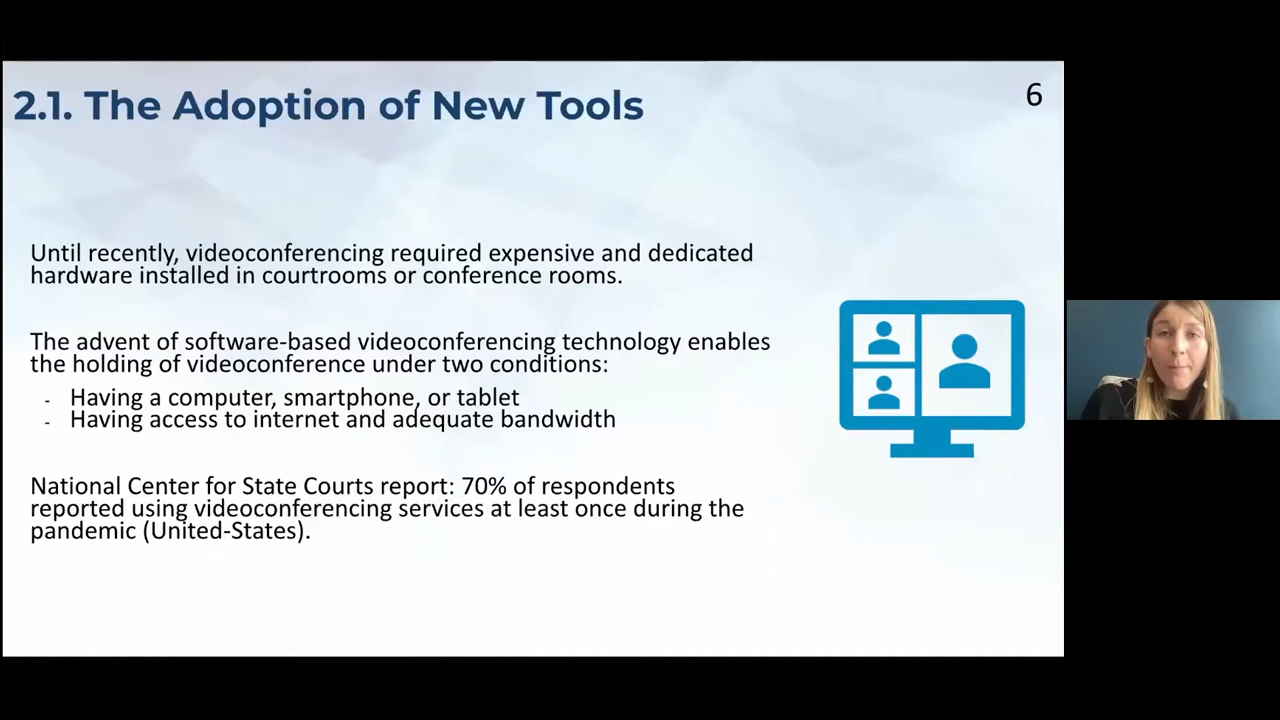 2.1. The Adoption of New Tools
6
Until recently, videoconferencing required expensive and dedicated
hardware installed in courtrooms or conference rooms.
The advent of software-based videoconferencing technology enables
the holding of videoconference under two conditions:
- Having a computer, smartphone, or tablet
- Having access to internet and adequate bandwidth
National Center for State Courts report: 70% of respondents
reported using videoconferencing services at least once during the
pandemic (United-States).